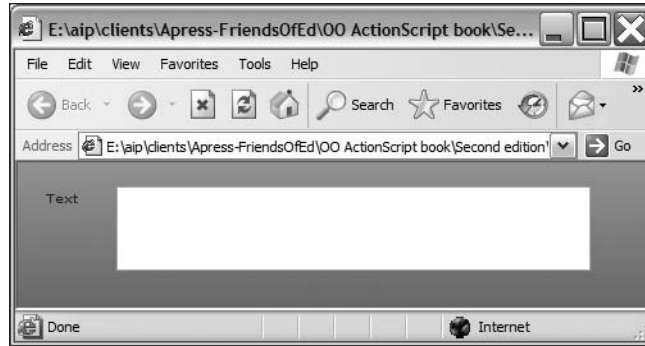 E:\aip\clients\Apress-FriendsOfEd\OO ActionScript book\Se...
File Edit View Favorites Tools Help
Back Search Favorites »
Address E:\aip\clients\Apress-FriendsOfEd\OO ActionScript book\Second edition\ Go
Text
Done Internet